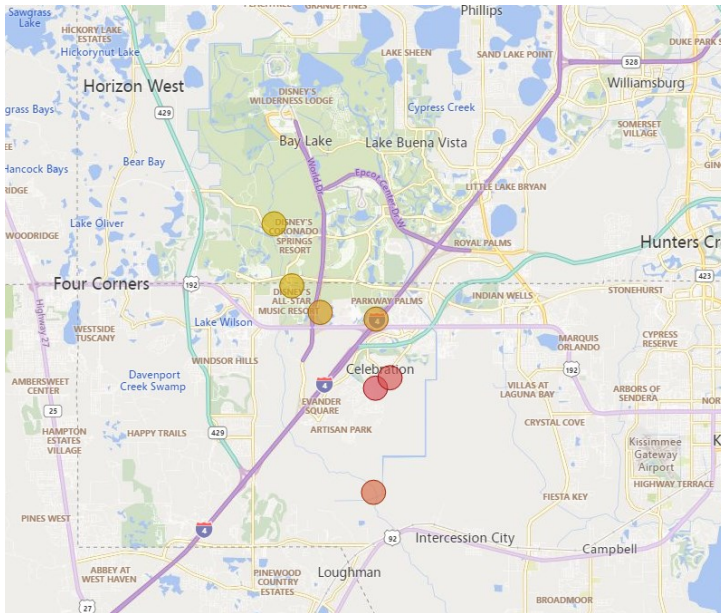 Phillips
Sawgrass
Lake
HICKORY LAKE
ESTATES
Hickorynut Lake
LAKE SHEEN
SAND LAKE POINT
DUKE PARK S
528
Horizon West
DISNEY'S
WILDERNESS LODGE
Williamsburg
grass Bays
429
Cypress Creek
SOMERSET
VILLAGE
Bay Lake
Lake Buena Vista
Hancock Bays
RIDGE
Bear Bay
World Dr
Epcot Center Dr W
LITTLE LAKE BRYAN
Lake Oliver
WOODRIDGE
DISNEY'S
CORONADO
SPRINGS
RESORT
ROYAL PALMS
Hunters Cr
423
Four Corners
192
DISNEY'S
ALL-STAR
MUSIC RESORT
PARKWAY PALMS
INDIAN WELLS
STONEHURST
Highway 27
WESTSIDE
TUSCANY
Lake Wilson
4
MARQUIS
ORLANDO
CYPRESS
RESERVE
WINDSOR HILLS
Celebration
192
AMBERSWEET
CENTER
Davenport
Creek Swamp
4
VILLAS AT
LAGUNA BAY
ARBORS OF
SENDERA
NOR
25
EVANDER
SQUARE
HAMPTON
ESTATES
VILLAGE
HAPPY TRAILS
429
ARTISAN PARK
CRYSTAL COVE
Kissimmee
Gateway
Airport
K
HIGHWAY TERRACE
FIESTA KEY
PINES WEST
4
92
Intercession City
Campbell
ABBEY AT
WEST HAVEN
PINEWOOD
COUNTRY
ESTATES
Loughman
27
BROADMOOR